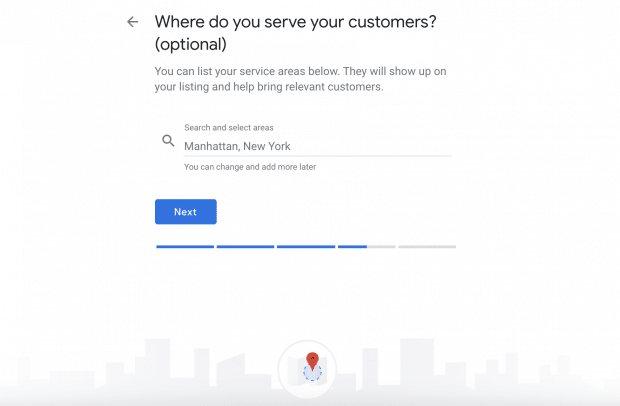 Where do you serve your customers?
(optional)
You can list your service areas below. They will show up on
your listing and help bring relevant customers.
Search and select areas
Manhattan, New York
You can change and add more later
Next